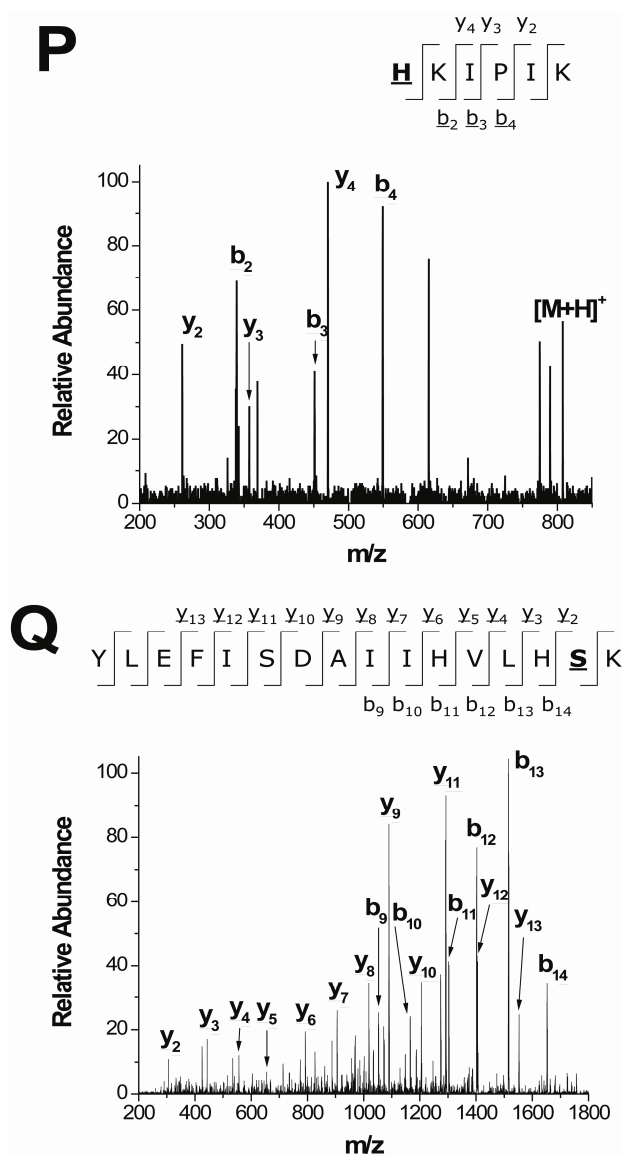 P
y4 y3 y2
H K I P I K
b2 b3 b4
Relative Abundance
100
80
60
40
20
0
y2
b2
y3
b3
y4
b4
[M+H]+
200 300 400 500 600 700 800
m/z
Q
y13 y12 y11 y10 y9 y8 y7 y6 y5 y4 y3 y2
Y L E F I S D A I I H V L H S K
b9 b10 b11 b12 b13 b14
Relative Abundance
100
80
60
40
20
0
y2
y3
y4
y5
y6
y7
y8
b9
y9
b10
y10
y11
b11
b12
y12
b13
y13
b14
200 400 600 800 1000 1200 1400 1600 1800
m/z